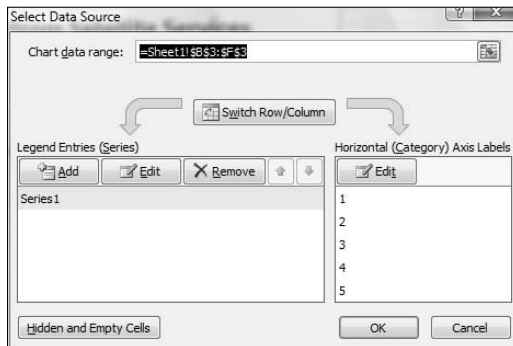 Select Data Source
Chart data range: =Sheet1!$B$3:$F$3
Switch Row/Column
Legend Entries (Series)
Horizontal (Category) Axis Labels
Add Edit Remove
Edit
Series1
1
2
3
4
5
Hidden and Empty Cells
OK Cancel